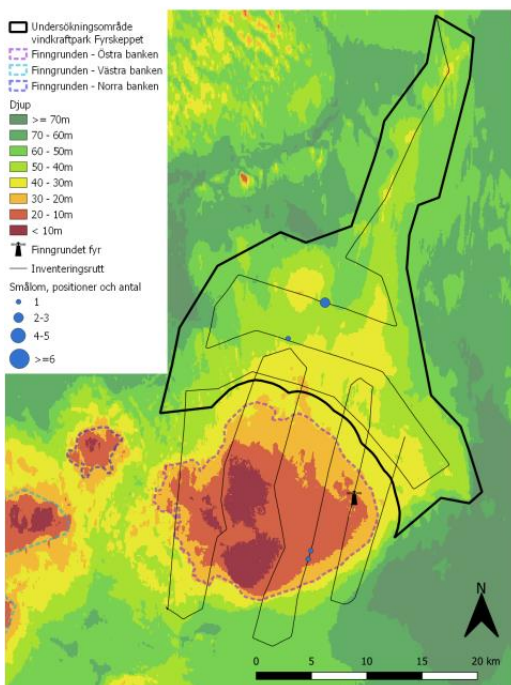 Undersökningsområde
vindkraftpark Fyrskeppet
Finngrunden - Östra banken
Finngrunden - Västra banken
Finngrunden - Norra banken
Djup
>= 70m
70 - 60m
60 - 50m
50 - 40m
40 - 30m
30 - 20m
20 - 10m
< 10m
Finngrundet fyr
Inventeringsrutt
Smålom, positioner och antal
1
2-3
4-5
>=6
N
0 5 10 15 20 km